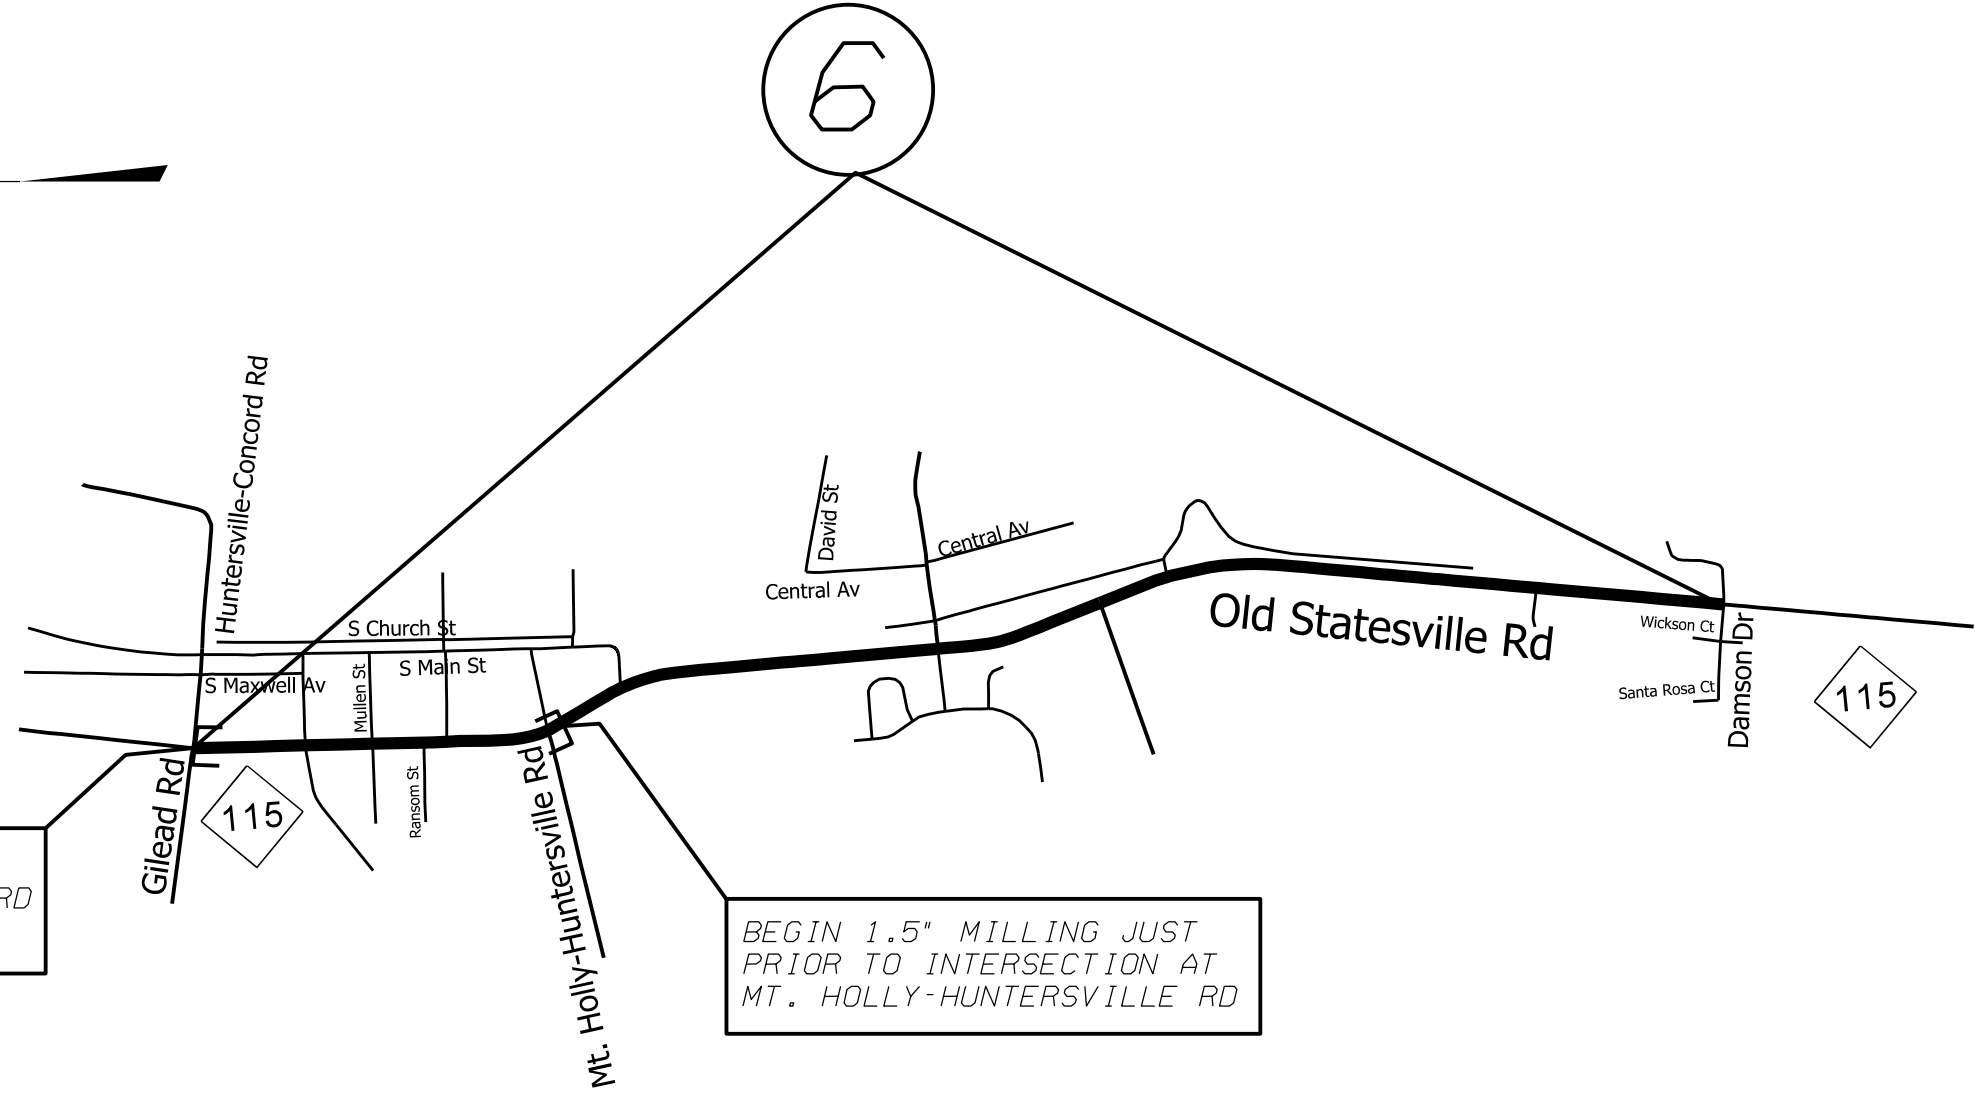 6
Huntersville-Concord Rd
David St
Central Av
Central Av
S Church St
S Main St
S Maxwell Av
Mullen St
Old Statesville Rd
Wickson Ct
Santa Rosa Ct
Damson Dr
115
Gilead Rd
115
Ransom St
Mt. Holly-Huntersville Rd
RD
BEGIN 1.5" MILLING JUST
PRIOR TO INTERSECTION AT
MT. HOLLY-HUNTERSVILLE RD